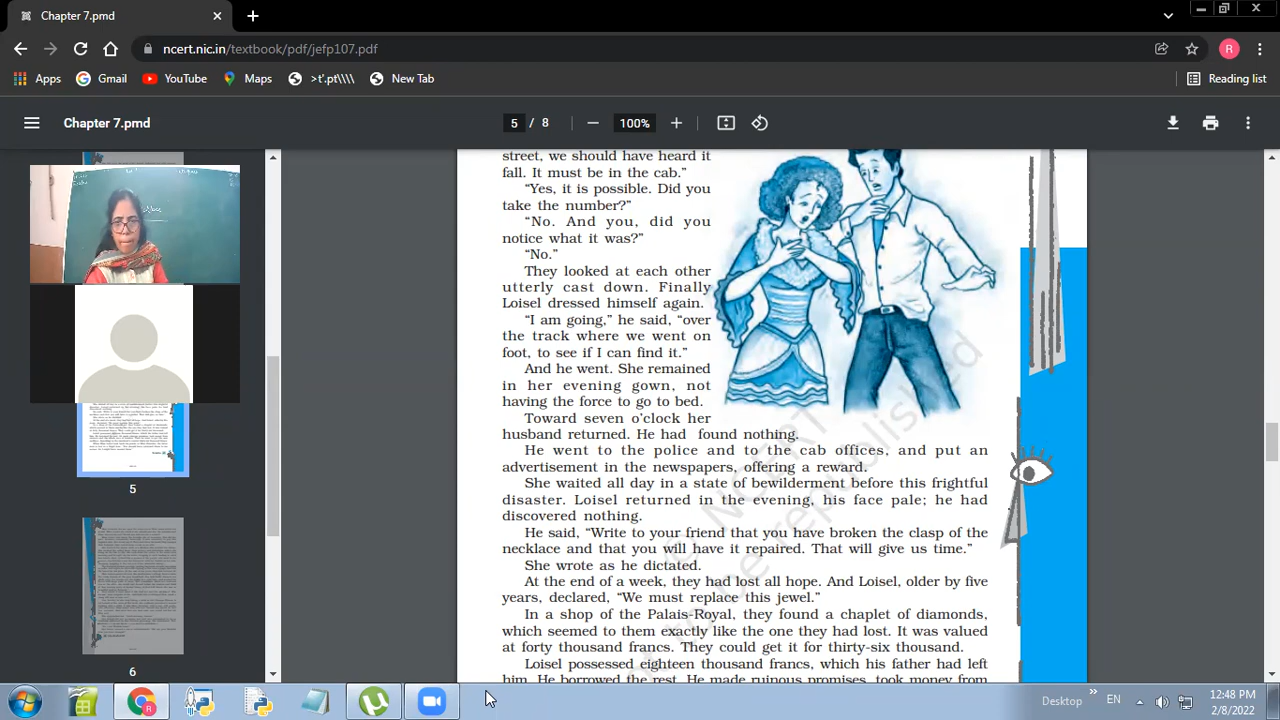 Chapter 7.pmd
ncert.nic.in/textbook/pdf/jefp107.pdf
R
Apps
Gmail
YouTube
Maps
>t'.pt\\\\
New Tab
Reading list
Chapter 7.pmd
5 / 8
100%
street, we should have heard it
fall. It must be in the cab.”
“Yes, it is possible. Did you
take the number?”
“No. And you, did you
notice what it was?”
“No.”
They looked at each other
utterly cast down. Finally
Loisel dressed himself again.
“I am going,” he said, “over
the track where we went on
foot, to see if I can find it.”
And he went. She remained
in her evening gown, not
having the force to go to bed.
Toward seven o’clock her
husband returned. He had found nothing.
He went to the police and to the cab offices, and put an
advertisement in the newspapers, offering a reward.
She waited all day in a state of bewilderment before this frightful
disaster. Loisel returned in the evening, his face pale; he had
discovered nothing.
He said, “Write to your friend that you have broken the clasp of the
necklace and that you will have it repaired. That will give us time.”
She wrote as he dictated.
At the end of a week, they had lost all hope. And Loisel, older by five
years, declared, “We must replace this jewel.”
In a shop of the Palais-Royal, they found a chaplet of diamonds,
which seemed to them exactly like the one they had lost. It was valued
at forty thousand francs. They could get it for thirty-six thousand.
Loisel possessed eighteen thousand francs, which his father had left
him. He borrowed the rest. He made ruinous promises, took money from
5
6
Desktop
EN
12:48 PM
2/8/2022